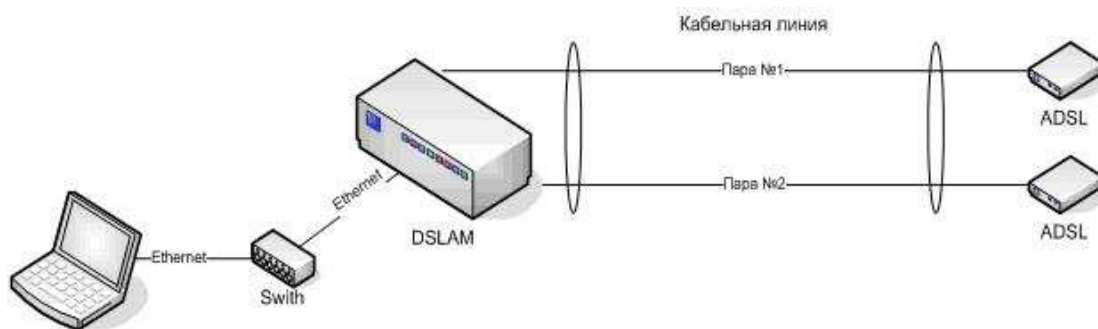 Кабельная линия
Пара №1
ADSL
Пара №2
ADSL
Ethernet
DSLAM
Ethernet
Swith